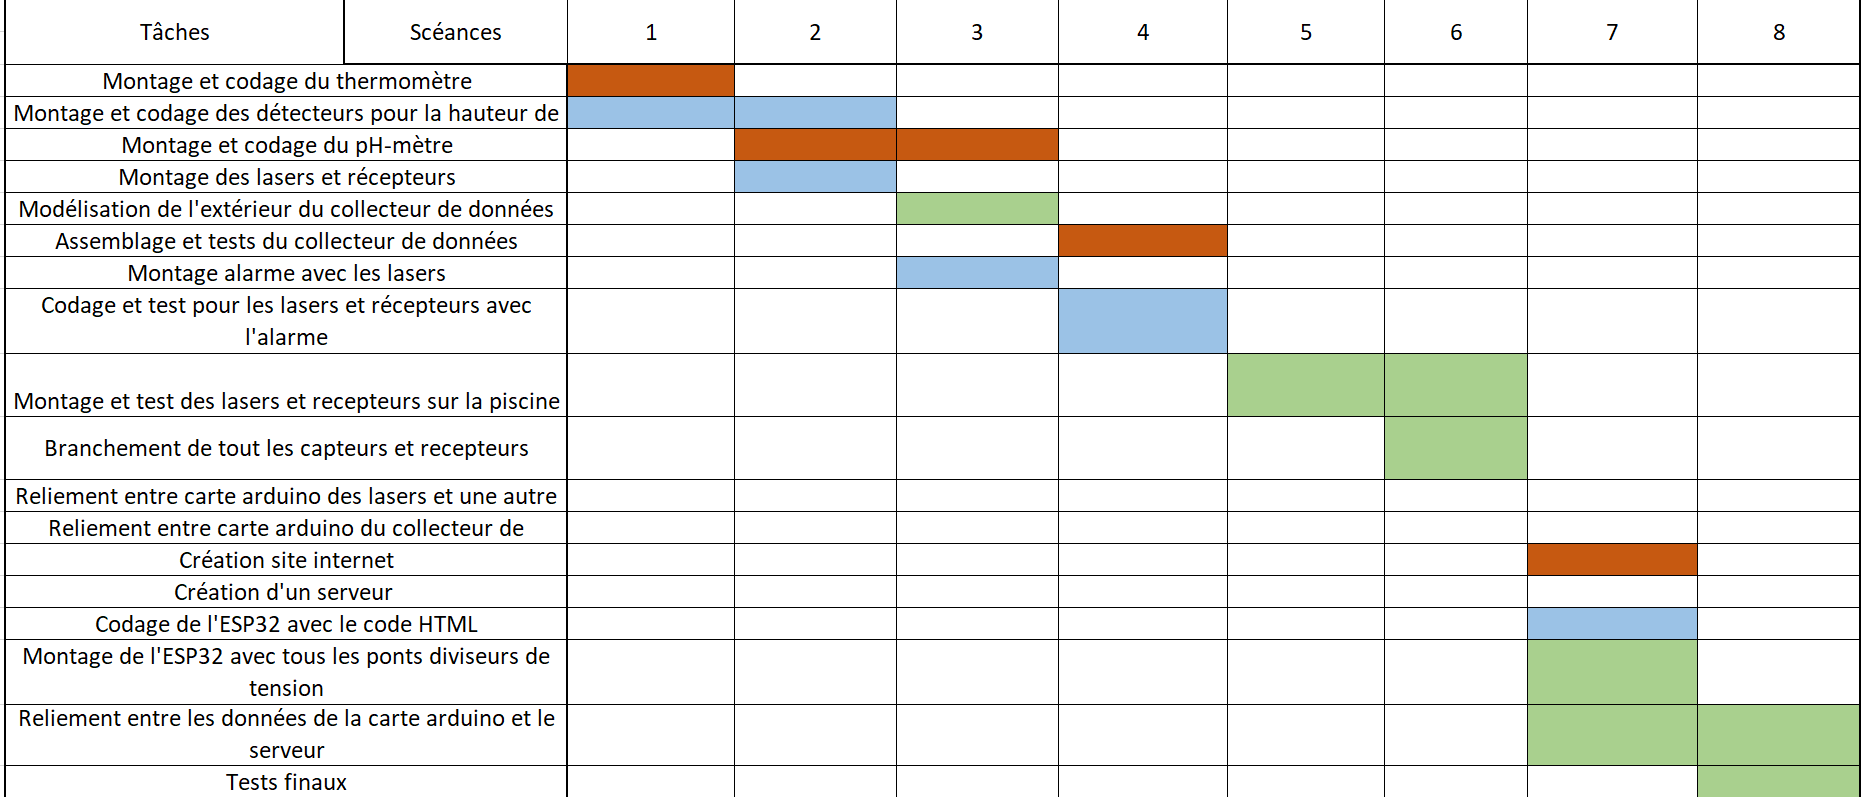 Tâches Scéances 1 2 3 4 5 6 7 8
Montage et codage du thermomètre
Montage et codage des détecteurs pour la hauteur de
Montage et codage du pH-mètre
Montage des lasers et récepteurs
Modélisation de l'extérieur du collecteur de données
Assemblage et tests du collecteur de données
Montage alarme avec les lasers
Codage et test pour les lasers et récepteurs avec
l'alarme
Montage et test des lasers et recepteurs sur la piscine
Branchement de tout les capteurs et recepteurs
Reliement entre carte arduino des lasers et une autre
Reliement entre carte arduino du collecteur de
Création site internet
Création d'un serveur
Codage de l'ESP32 avec le code HTML
Montage de l'ESP32 avec tous les ponts diviseurs de
tension
Reliement entre les données de la carte arduino et le
serveur
Tests finaux